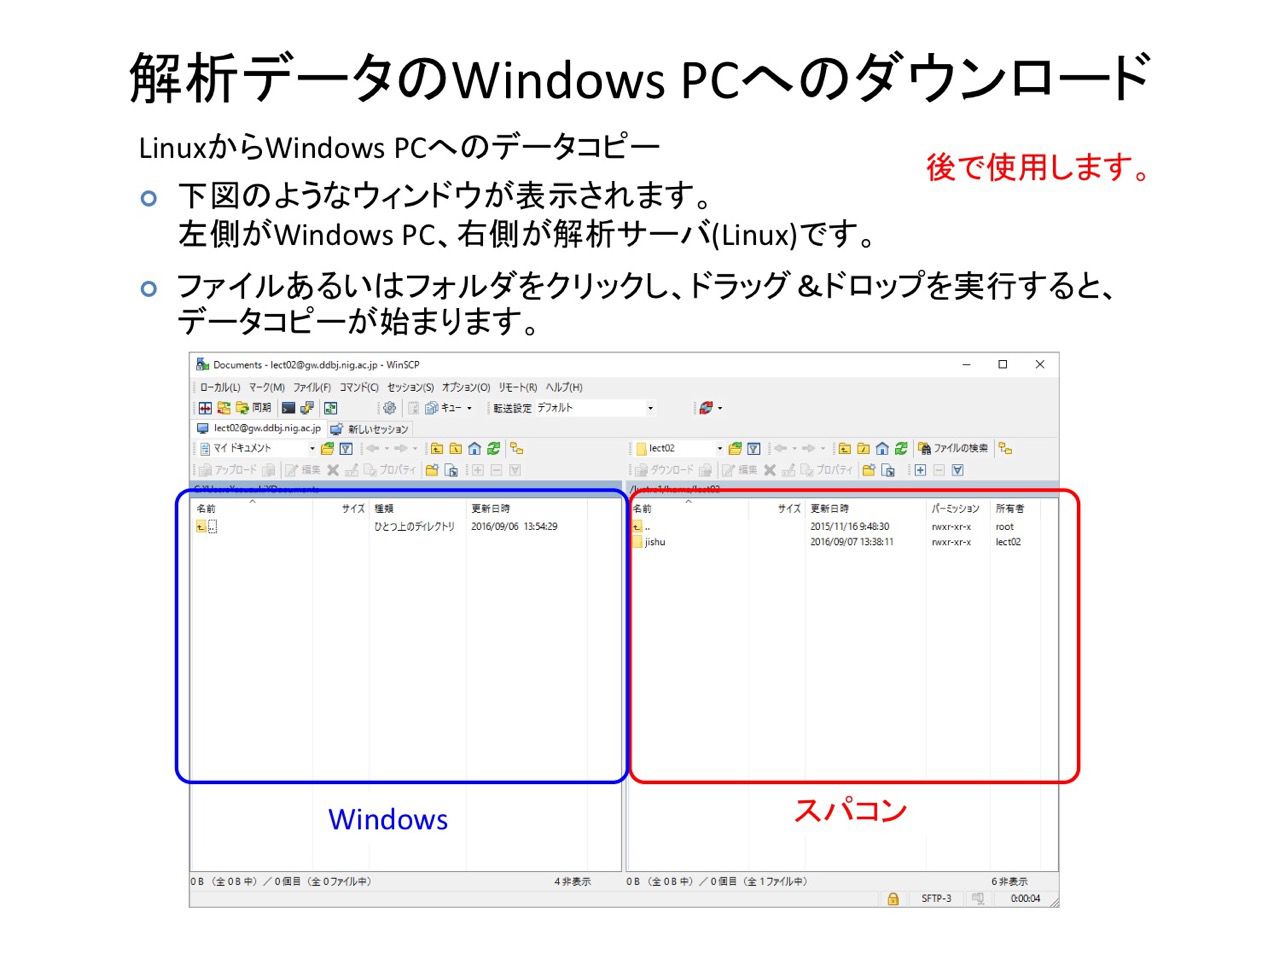 解析データのWindows PCへのダウンロード
LinuxからWindows PCへのデータコピー
後で使用します。
下図のようなウィンドウが表示されます。
左側がWindows PC、右側が解析サーバ(Linux)です。
ファイルあるいはフォルダをクリックし、ドラッグ &ドロップを実行すると、
データコピーが始まります。
Documents - lect02@gw.ddbj.nig.ac.jp - WinSCP
ローカル(L) マーク(M) ファイル(F) コマンド(C) セッション(S) オプション(O) リモート(R) ヘルプ(H)
同期 キュー 転送設定 デフォルト
lect02@gw.ddbj.nig.ac.jp 新しいセッション
マイ ドキュメント lect02 ファイルの検索
アップロード 編集 プロパティ ダウンロード 編集 プロパティ
/lustre1/home/lect02
名前 サイズ 種類 更新日時 名前 サイズ 更新日時 パーミッション 所有者
.. ひとつ上のディレクトリ 2016/09/06 13:54:29 .. 2015/11/16 9:48:30 rwxr-xr-x root
jishu 2016/09/07 13:38:11 rwxr-xr-x lect02
Windows
スパコン
0 B （全 0 B 中）／ 0 個目（全 0 ファイル中） 4 非表示 0 B （全 0 B 中）／ 0 個目（全 1 ファイル中） 6 非表示
SFTP-3 0:00:04